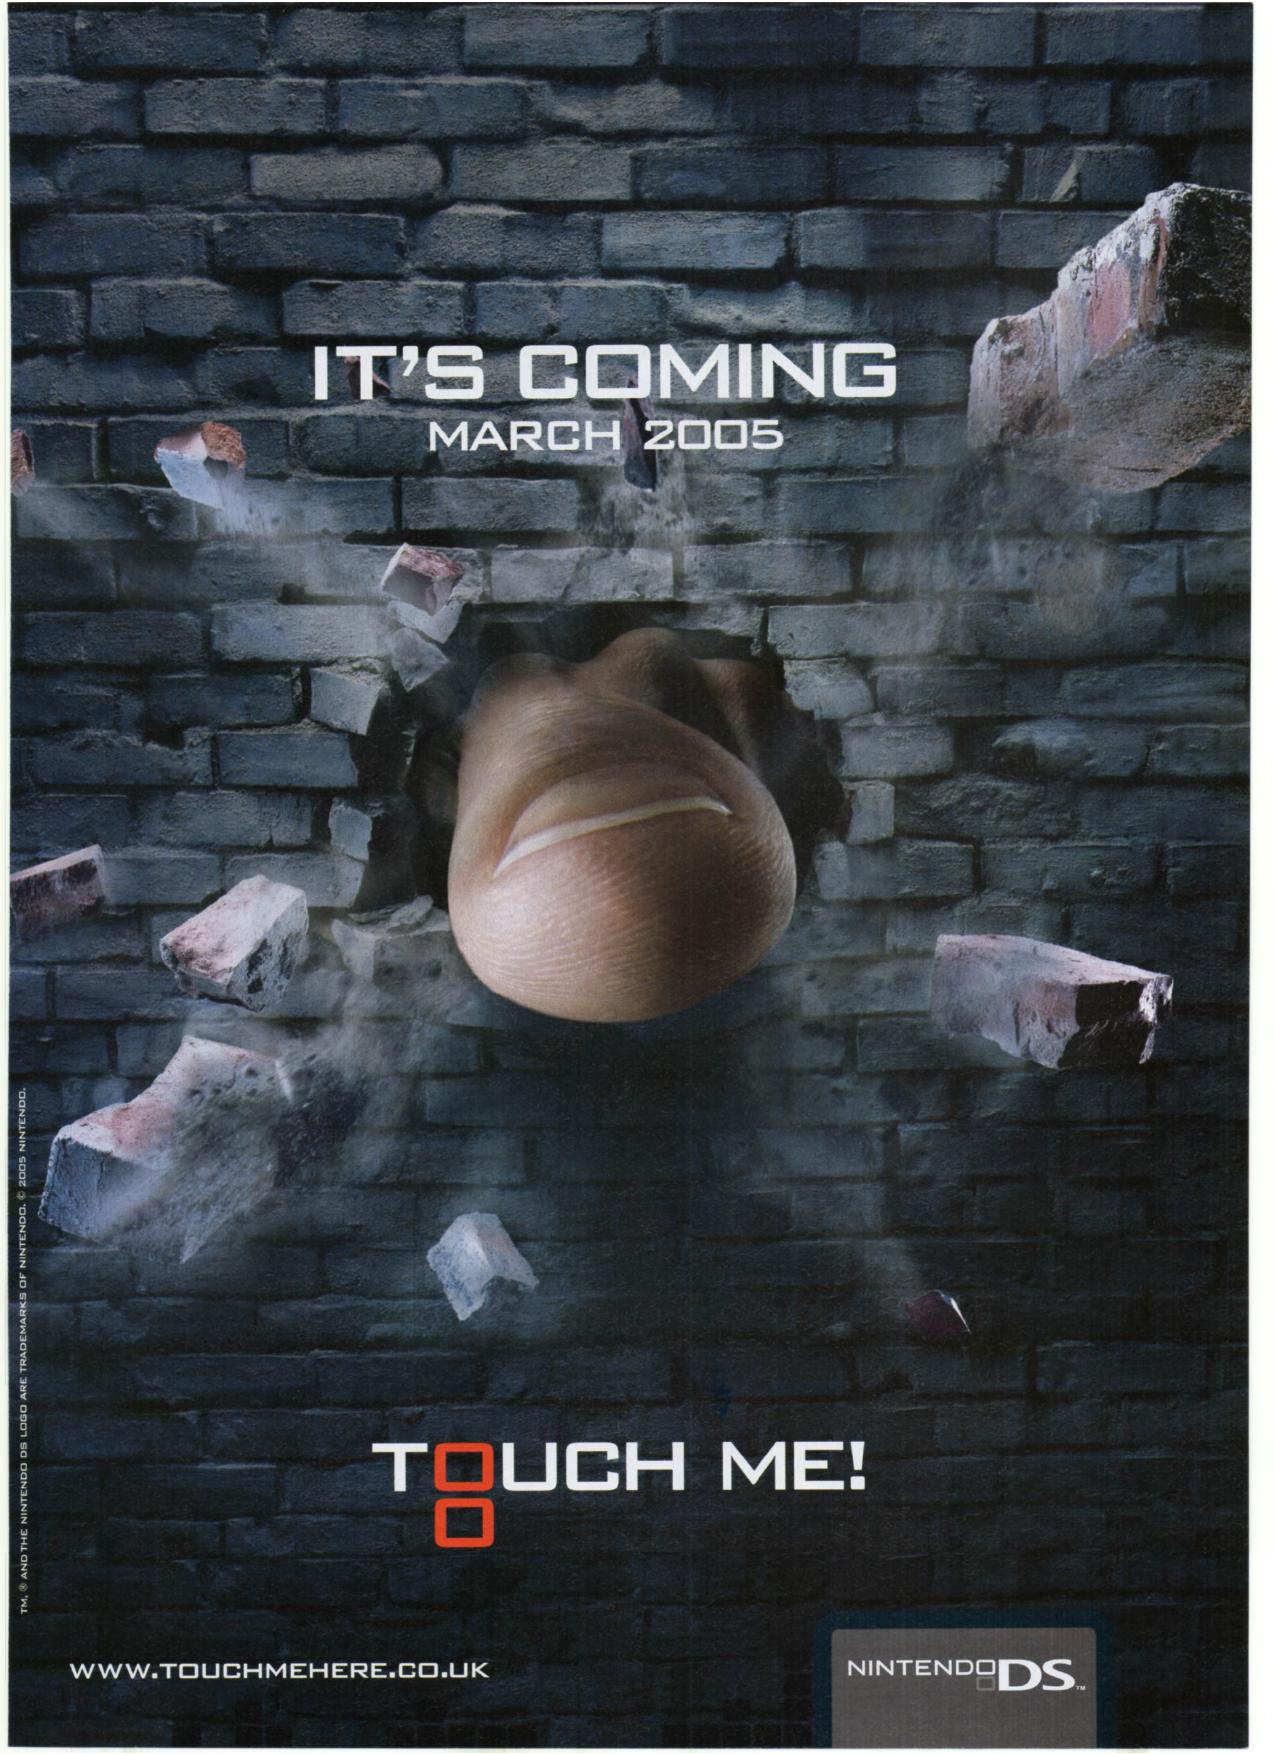 IT'S COMING
MARCH 2005
TOUCH ME!
WWW.TOUCHMEHERE.CO.UK
NINTENDO DS™
TM, ® AND THE NINTENDO DS LOGO ARE TRADEMARKS OF NINTENDO. © 2005 NINTENDO.